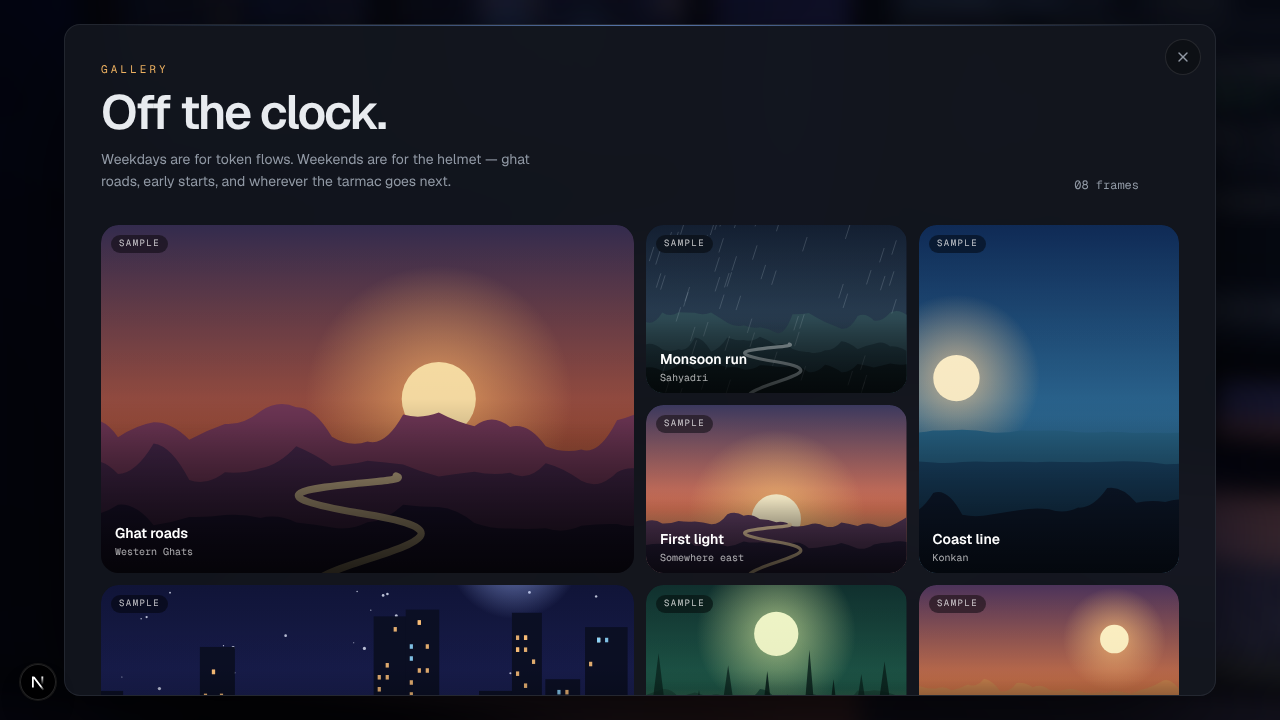 GALLERY
Off the clock.
Weekdays are for token flows. Weekends are for the helmet — ghat
roads, early starts, and wherever the tarmac goes next.
08 frames
SAMPLE
Ghat roads
Western Ghats
SAMPLE
Monsoon run
Sahyadri
SAMPLE
First light
Somewhere east
SAMPLE
Coast line
Konkan
SAMPLE
SAMPLE
SAMPLE
N